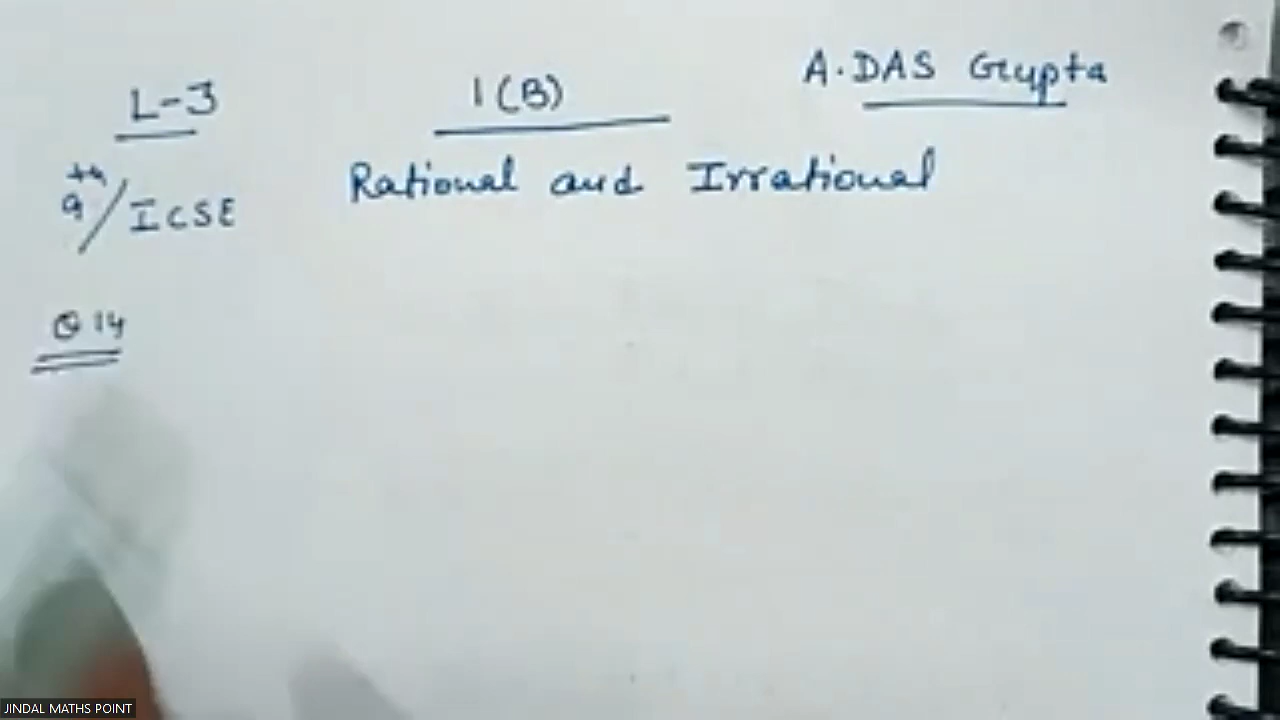 L-3
1(B)
A.DAS Gupta
9th/ICSE
Rational and Irrational
Q 14
JINDAL MATHS POINT